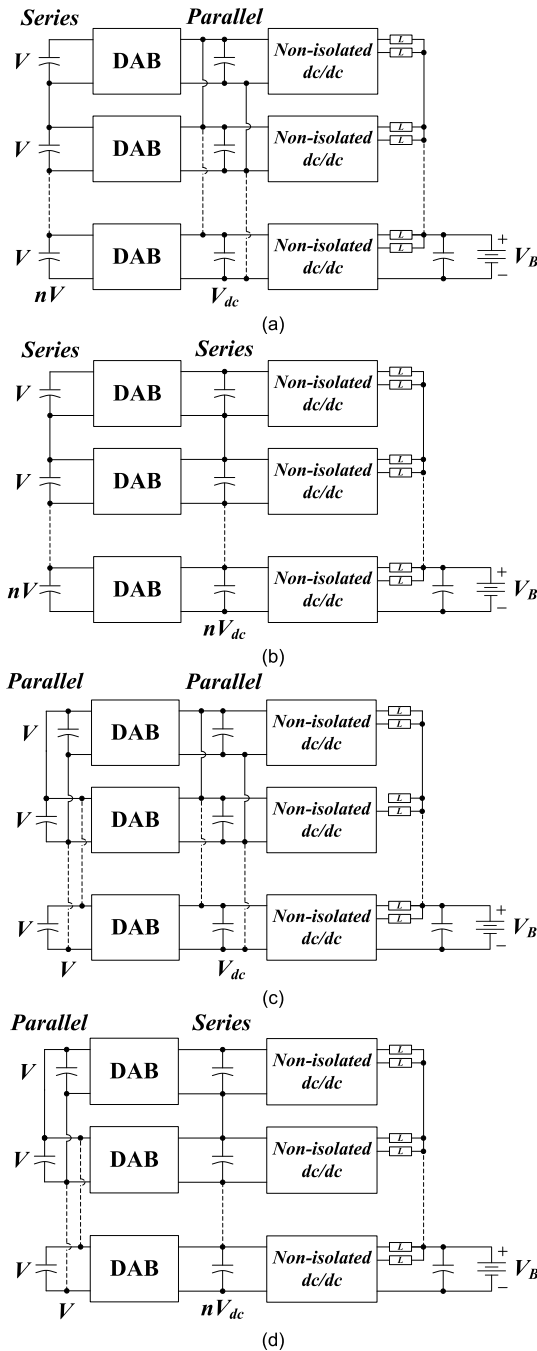 Series Parallel
V DAB Non-isolated dc/dc L
L
V DAB Non-isolated dc/dc L
L
V DAB Non-isolated dc/dc L
L
+
V_B
−
nV V_dc
(a)
Series Series
V DAB Non-isolated dc/dc L
L
V DAB Non-isolated dc/dc L
L
nV DAB Non-isolated dc/dc L
L
+
V_B
−
nV_dc
(b)
Parallel Parallel
V DAB Non-isolated dc/dc L
L
V DAB Non-isolated dc/dc L
L
V DAB Non-isolated dc/dc L
L
+
V_B
−
V V_dc
(c)
Parallel Series
V DAB Non-isolated dc/dc L
L
V DAB Non-isolated dc/dc L
L
V DAB Non-isolated dc/dc L
L
+
V_B
−
V nV_dc
(d)